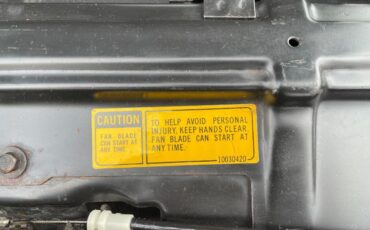 CAUTION
FAN BLADE
CAN START AT
ANY TIME
TO HELP AVOID PERSONAL
INJURY, KEEP HANDS CLEAR.
FAN BLADE CAN START AT
ANY TIME.
10030420